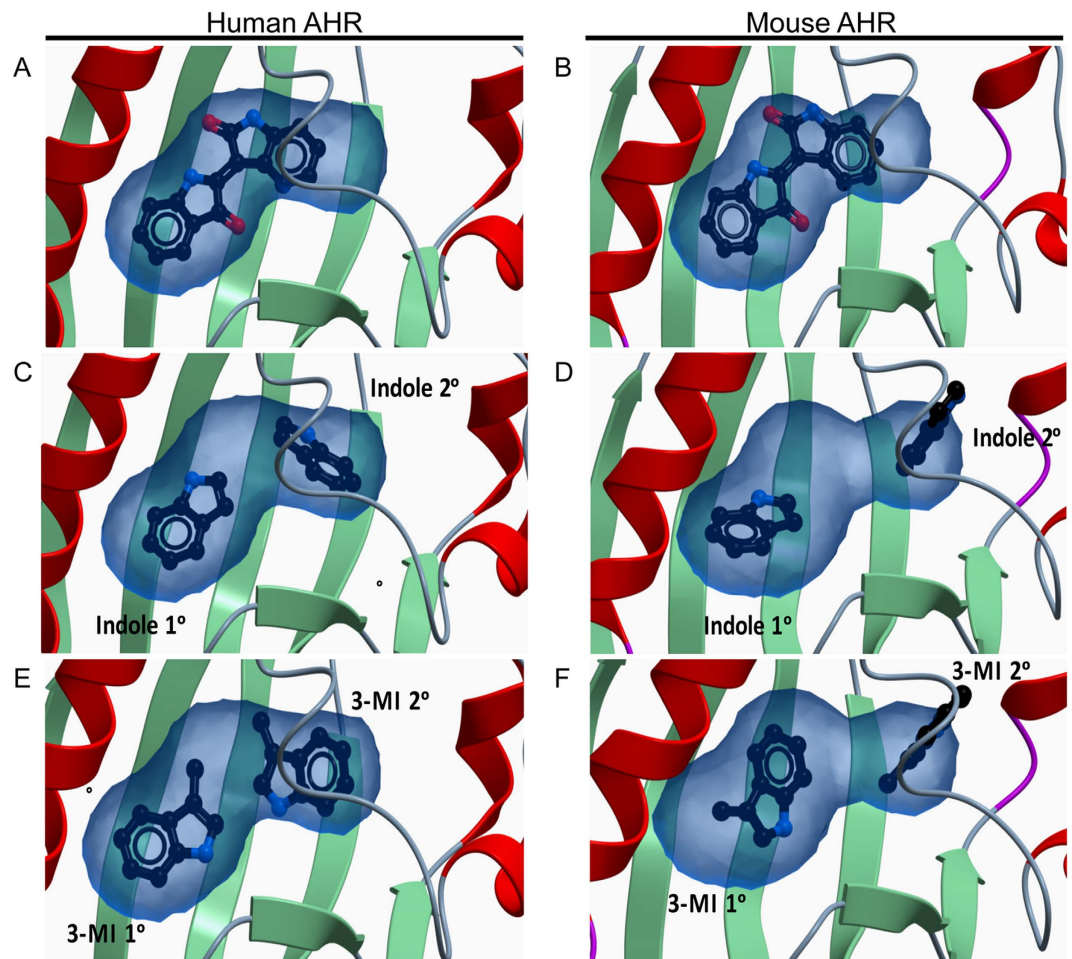 Human AHR
Mouse AHR
A
B
C
Indole 2º
Indole 1º
D
Indole 2º
Indole 1º
E
3-MI 2º
3-MI 1º
F
3-MI 2º
3-MI 1º